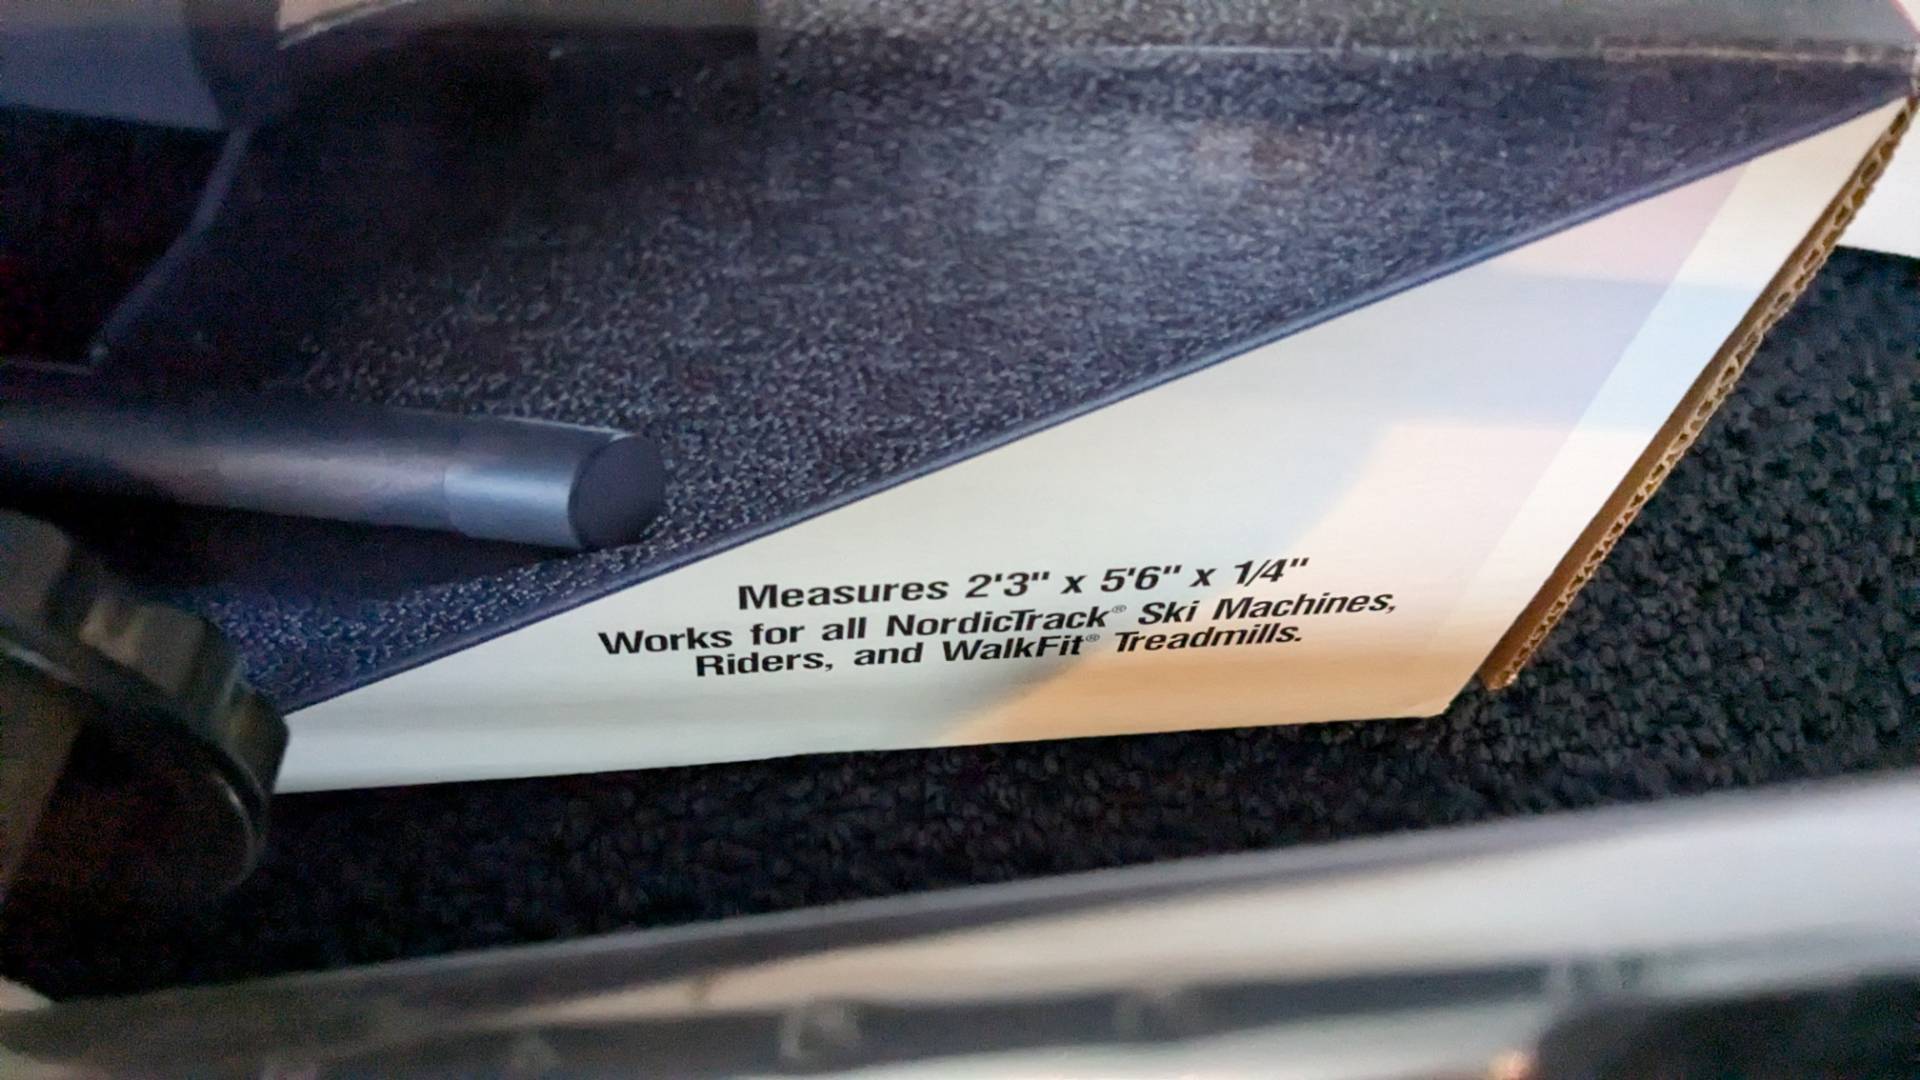 Measures 2'3" x 5'6" x 1/4"
Works for all NordicTrack® Ski Machines,
Riders, and WalkFit® Treadmills.